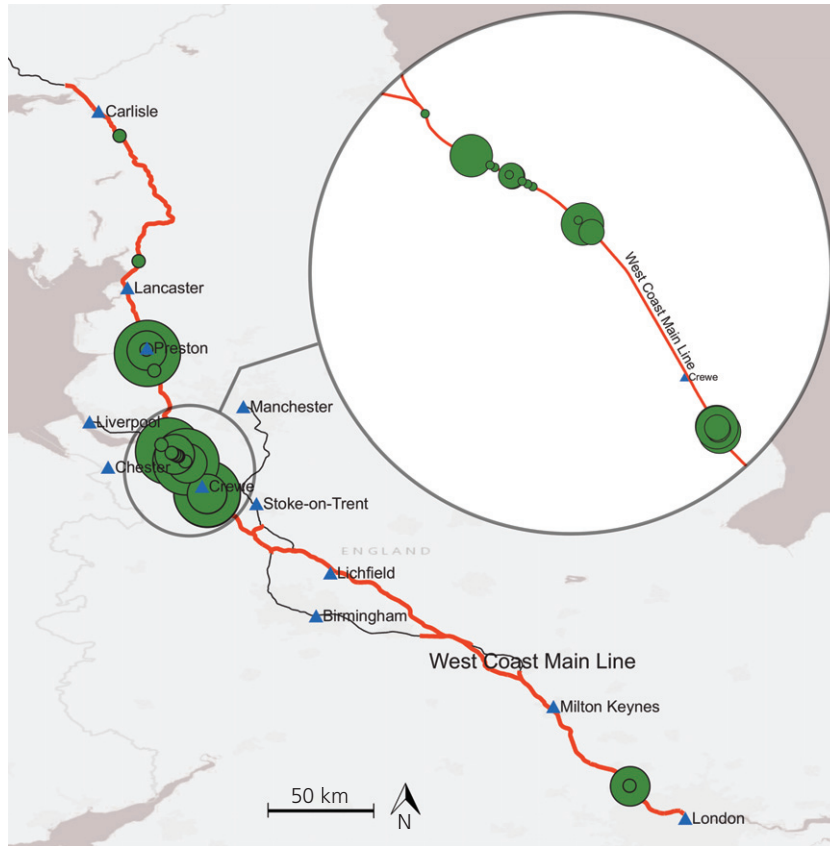 Carlisle
Lancaster
Preston
Manchester
Liverpool
Chester
Crewe
Stoke-on-Trent
ENGLAND
Lichfield
Birmingham
West Coast Main Line
Milton Keynes
50 km
N
London
West Coast Main Line
Crewe